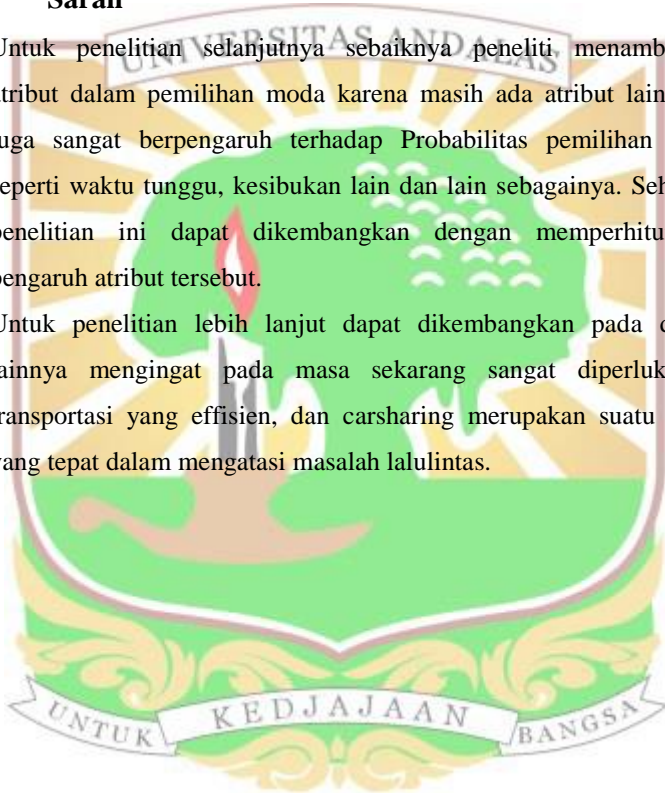 Saran
UNIVERSITAS ANDALAS
Untuk penelitian selanjutnya sebaiknya peneliti menamb
atribut dalam pemilihan moda karena masih ada atribut lain
juga sangat berpengaruh terhadap Probabilitas pemilihan
seperti waktu tunggu, kesibukan lain dan lain sebagainya. Seh
penelitian ini dapat dikembangkan dengan memperhitu
pengaruh atribut tersebut.
Untuk penelitian lebih lanjut dapat dikembangkan pada d
lainnya mengingat pada masa sekarang sangat diperluk
transportasi yang effisien, dan carsharing merupakan suatu
yang tepat dalam mengatasi masalah lalulintas.
UNTUK KEDJAJAAN BANGSA